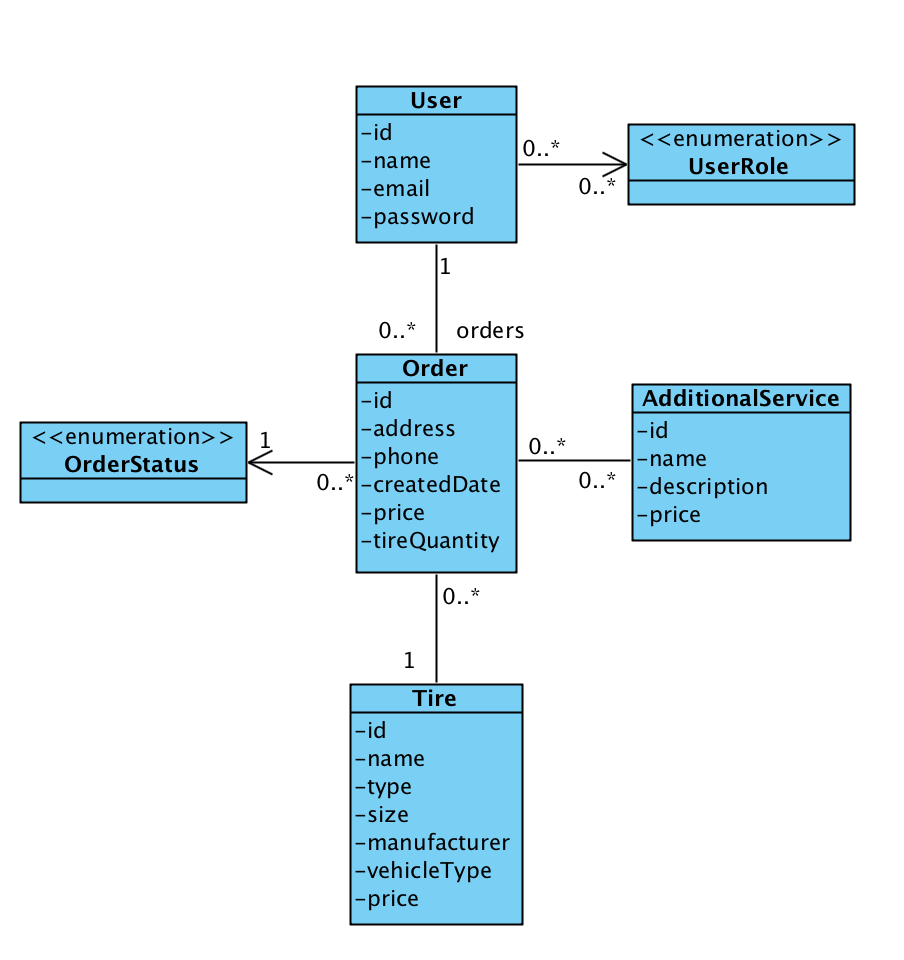 User
-id
-name
-email
-password
0..*
0..*
<<enumeration>>
UserRole
1
0..*
orders
Order
-id
-address
-phone
-createdDate
-price
-tireQuantity
<<enumeration>>
OrderStatus
1
0..*
0..*
0..*
AdditionalService
-id
-name
-description
-price
0..*
1
Tire
-id
-name
-type
-size
-manufacturer
-vehicleType
-price